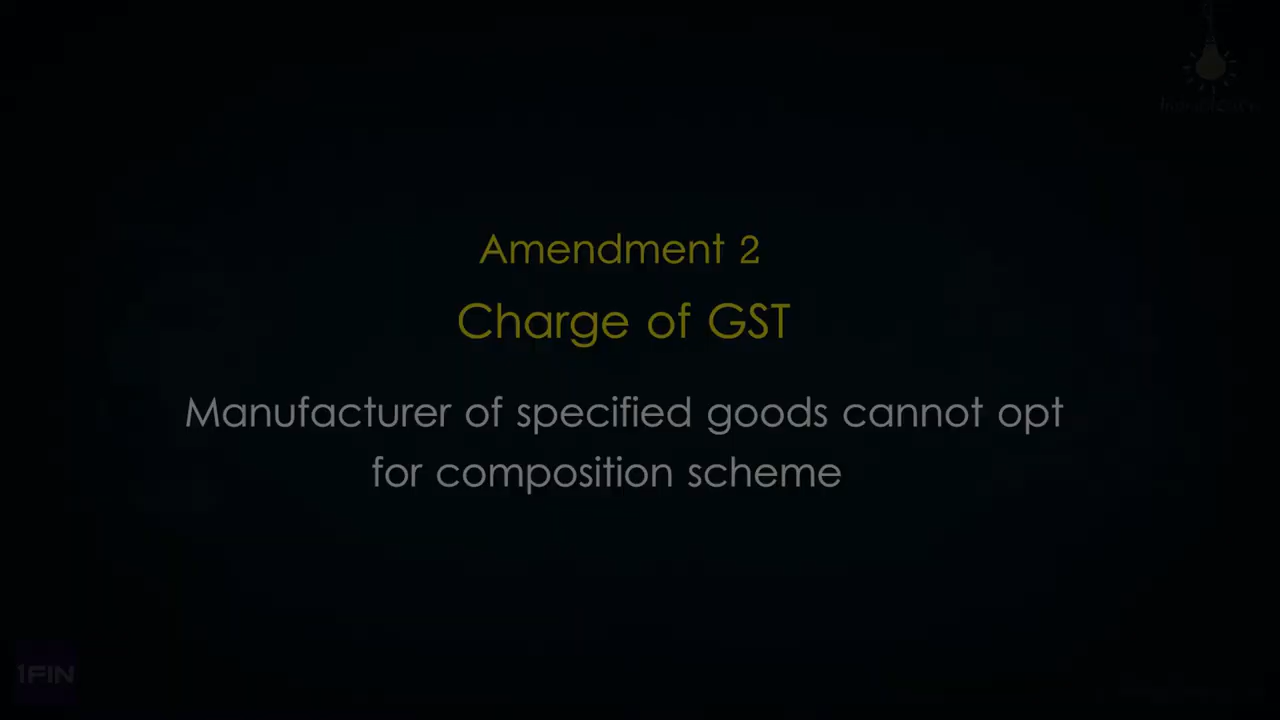 Amendment 2
Charge of GST
Manufacturer of specified goods cannot opt
for composition scheme
1FIN